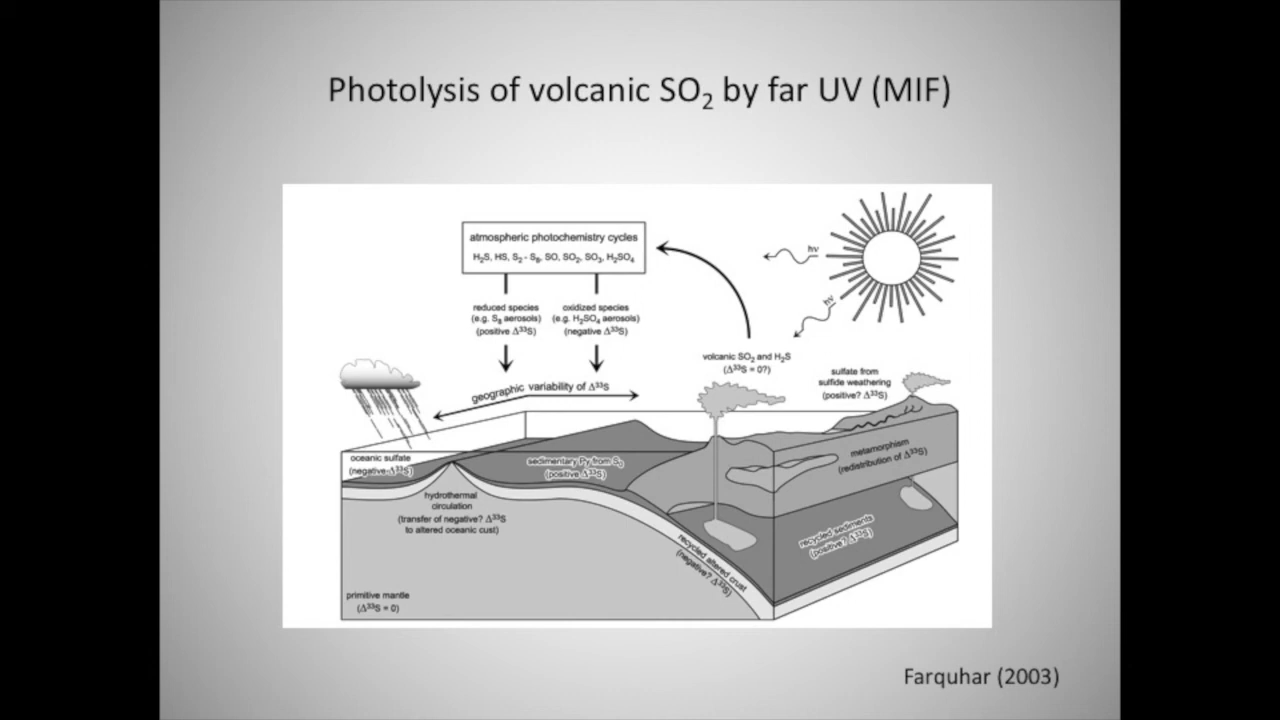 Photolysis of volcanic SO₂ by far UV (MIF)
atmospheric photochemistry cycles
H₂S, HS, S₂ - S₈, SO, SO₂, SO₃, H₂SO₄
hν
hν
reduced species
(e.g. S₈ aerosols)
(positive Δ³³S)
oxidized species
(e.g. H₂SO₄ aerosols)
(negative Δ³³S)
volcanic SO₂ and H₂S
(Δ³³S = 0?)
sulfate from
sulfide weathering
(positive? Δ³³S)
geographic variability of Δ³³S
oceanic sulfate
(negative Δ³³S)
sedimentary Py from S₈
(positive Δ³³S)
metamorphism
(redistribution of Δ³³S)
hydrothermal
circulation
(transfer of negative? Δ³³S
to altered oceanic cust)
recycled altered crust
(negative? Δ³³S)
recycled sediments
(positive? Δ³³S)
primitive mantle
(Δ³³S = 0)
Farquhar (2003)